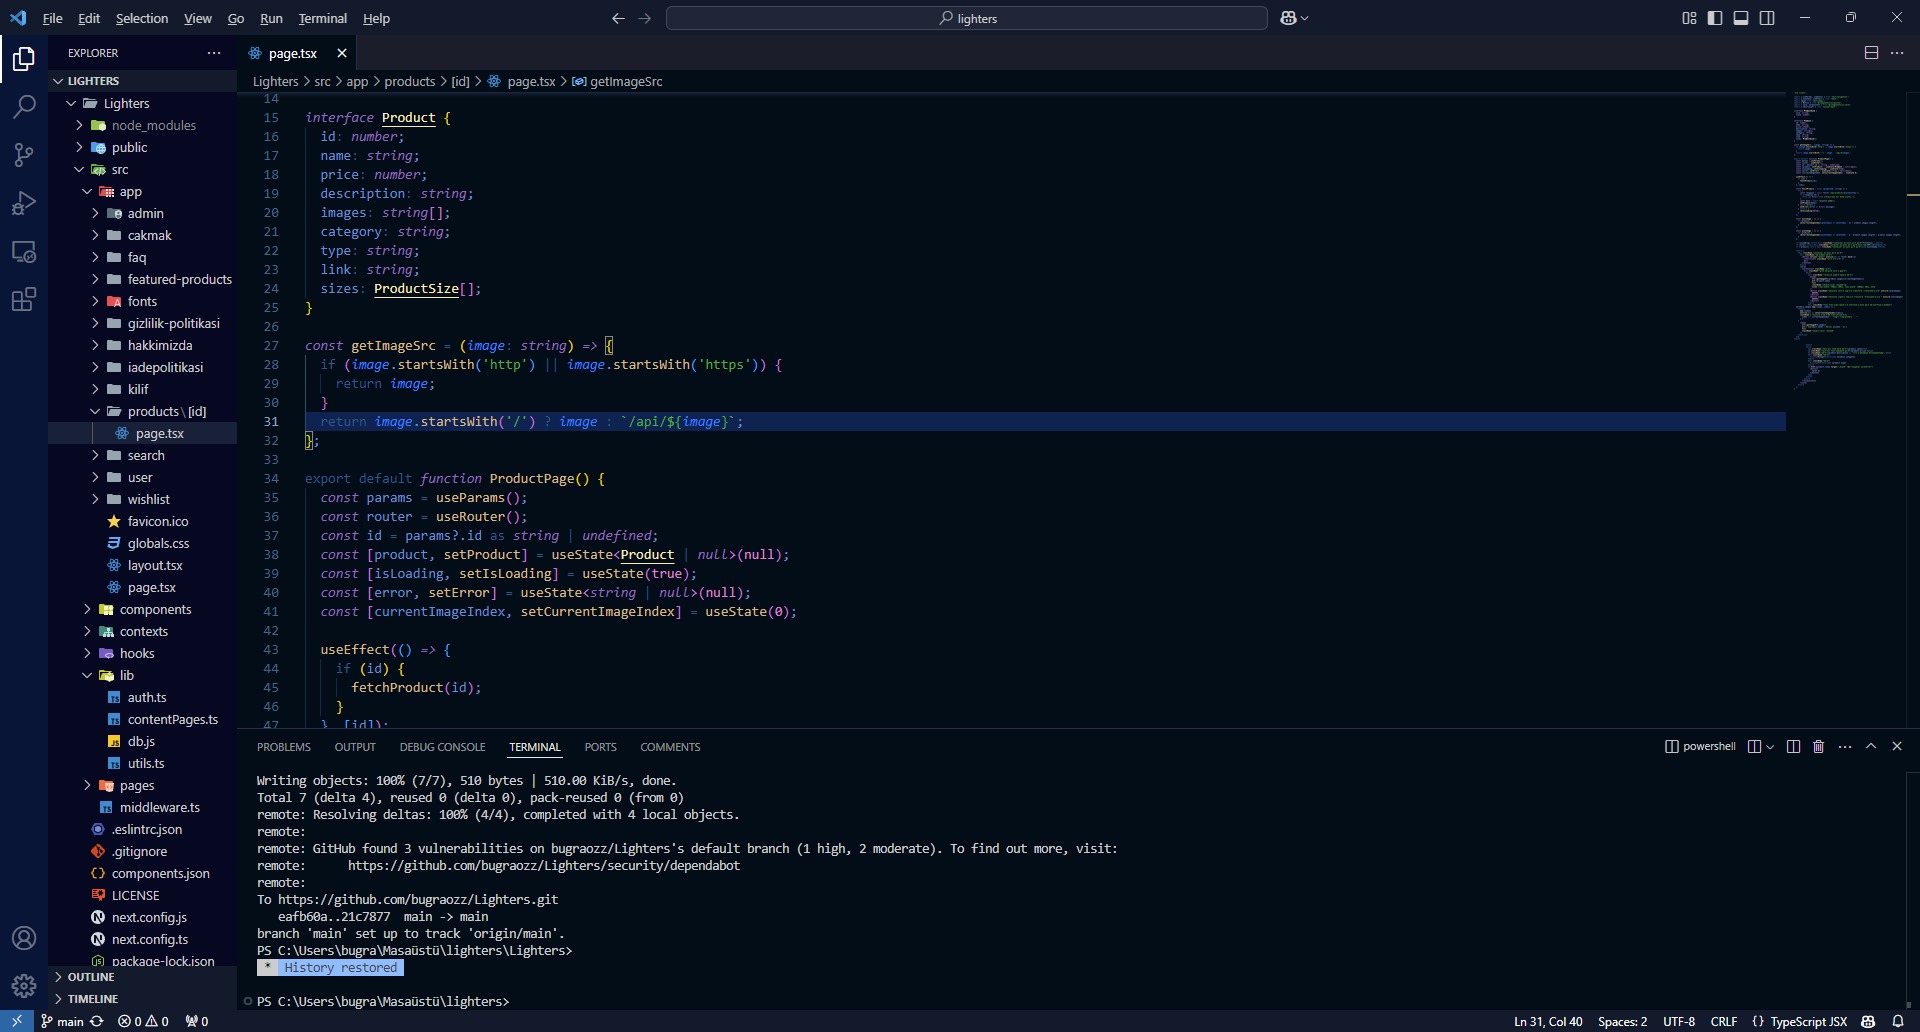 File Edit Selection View Go Run Terminal Help
lighters
EXPLORER
page.tsx
LIGHTERS
Lighters
node_modules
public
src
app
admin
cakmak
faq
featured-products
fonts
gizlilik-politikasi
hakkimizda
iadepolitikasi
kilif
products\[id]
page.tsx
search
user
wishlist
favicon.ico
globals.css
layout.tsx
page.tsx
components
contexts
hooks
lib
auth.ts
contentPages.ts
db.js
utils.ts
pages
middleware.ts
.eslintrc.json
.gitignore
components.json
LICENSE
next.config.js
next.config.ts
package-lock.json
OUTLINE
TIMELINE
Lighters > src > app > products > [id] > page.tsx > getImageSrc
14
15 interface Product {
16 id: number;
17 name: string;
18 price: number;
19 description: string;
20 images: string[];
21 category: string;
22 type: string;
23 link: string;
24 sizes: ProductSize[];
25 }
26
27 const getImageSrc = (image: string) => {
28 if (image.startsWith('http') || image.startsWith('https')) {
29 return image;
30 }
31 return image.startsWith('/') ? image : `/api/${image}`;
32 };
33
34 export default function ProductPage() {
35 const params = useParams();
36 const router = useRouter();
37 const id = params?.id as string | undefined;
38 const [product, setProduct] = useState<Product | null>(null);
39 const [isLoading, setIsLoading] = useState(true);
40 const [error, setError] = useState<string | null>(null);
41 const [currentImageIndex, setCurrentImageIndex] = useState(0);
42
43 useEffect(() => {
44 if (id) {
45 fetchProduct(id);
46 }
47 }, [id]);
PROBLEMS OUTPUT DEBUG CONSOLE TERMINAL PORTS COMMENTS
powershell
Writing objects: 100% (7/7), 510 bytes | 510.00 KiB/s, done.
Total 7 (delta 4), reused 0 (delta 0), pack-reused 0 (from 0)
remote: Resolving deltas: 100% (4/4), completed with 4 local objects.
remote:
remote: GitHub found 3 vulnerabilities on bugraozz/Lighters's default branch (1 high, 2 moderate). To find out more, visit:
remote: https://github.com/bugraozz/Lighters/security/dependabot
remote:
To https://github.com/bugraozz/Lighters.git
eafb60a..21c7877 main -> main
branch 'main' set up to track 'origin/main'.
PS C:\Users\bugra\Masaüstü\lighters\Lighters>
* History restored
PS C:\Users\bugra\Masaüstü\lighters>
main 0 0 0
Ln 31, Col 40 Spaces: 2 UTF-8 CRLF {} TypeScript JSX